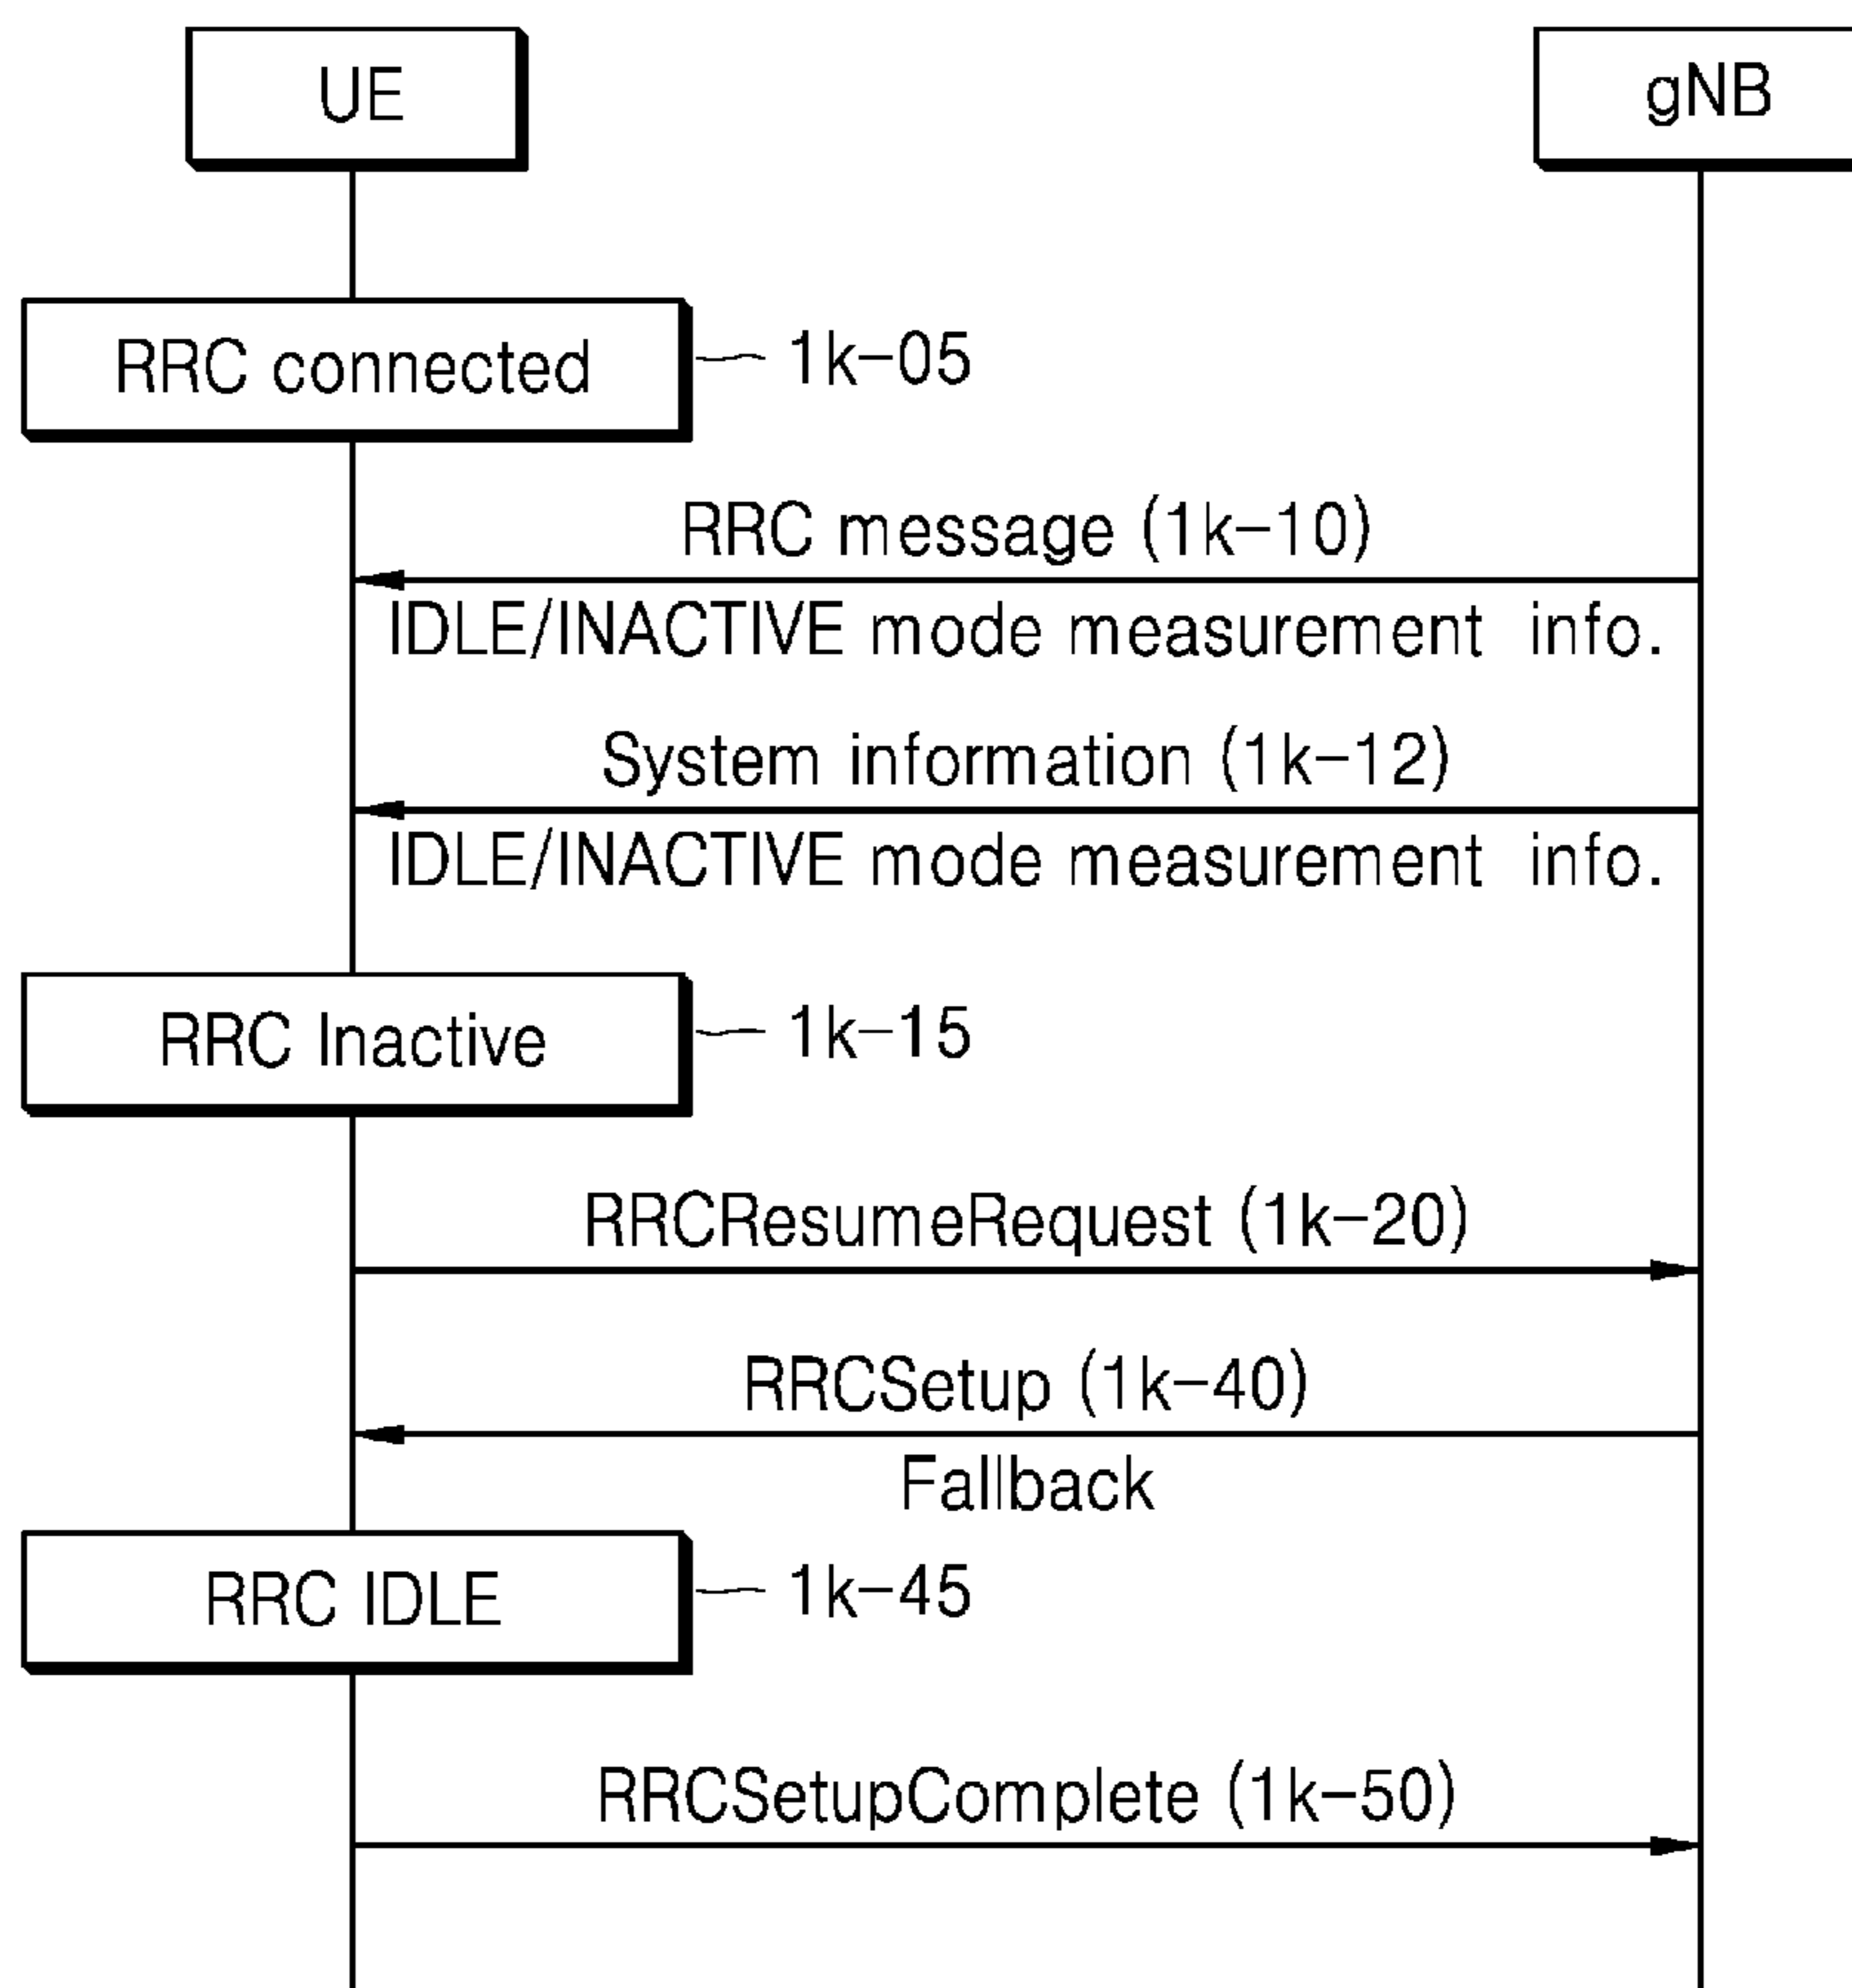 UE
gNB
RRC connected
1k-05
RRC message (1k-10)
IDLE/INACTIVE mode measurement info.
System information (1k-12)
IDLE/INACTIVE mode measurement info.
RRC Inactive
1k-15
RRCResumeRequest (1k-20)
RRCSetup (1k-40)
Fallback
RRC IDLE
1k-45
RRCSetupComplete (1k-50)